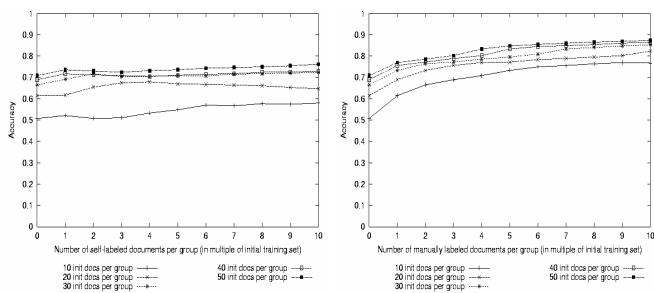 1
0.9
0.8
0.7
0.6
0.5
0.4
0.3
0.2
0.1
0
Accuracy
0 1 2 3 4 5 6 7 8 9 10
Number of self-labeled documents per group (in multiple of initial training set)
10 init docs per group
20 init docs per group
30 init docs per group
40 init docs per group
50 init docs per group
1
0.9
0.8
0.7
0.6
0.5
0.4
0.3
0.2
0.1
0
Accuracy
0 1 2 3 4 5 6 7 8 9 10
Number of manually labeled documents per group (in multiple of initial training set)
10 init docs per group
20 init docs per group
30 init docs per group
40 init docs per group
50 init docs per group